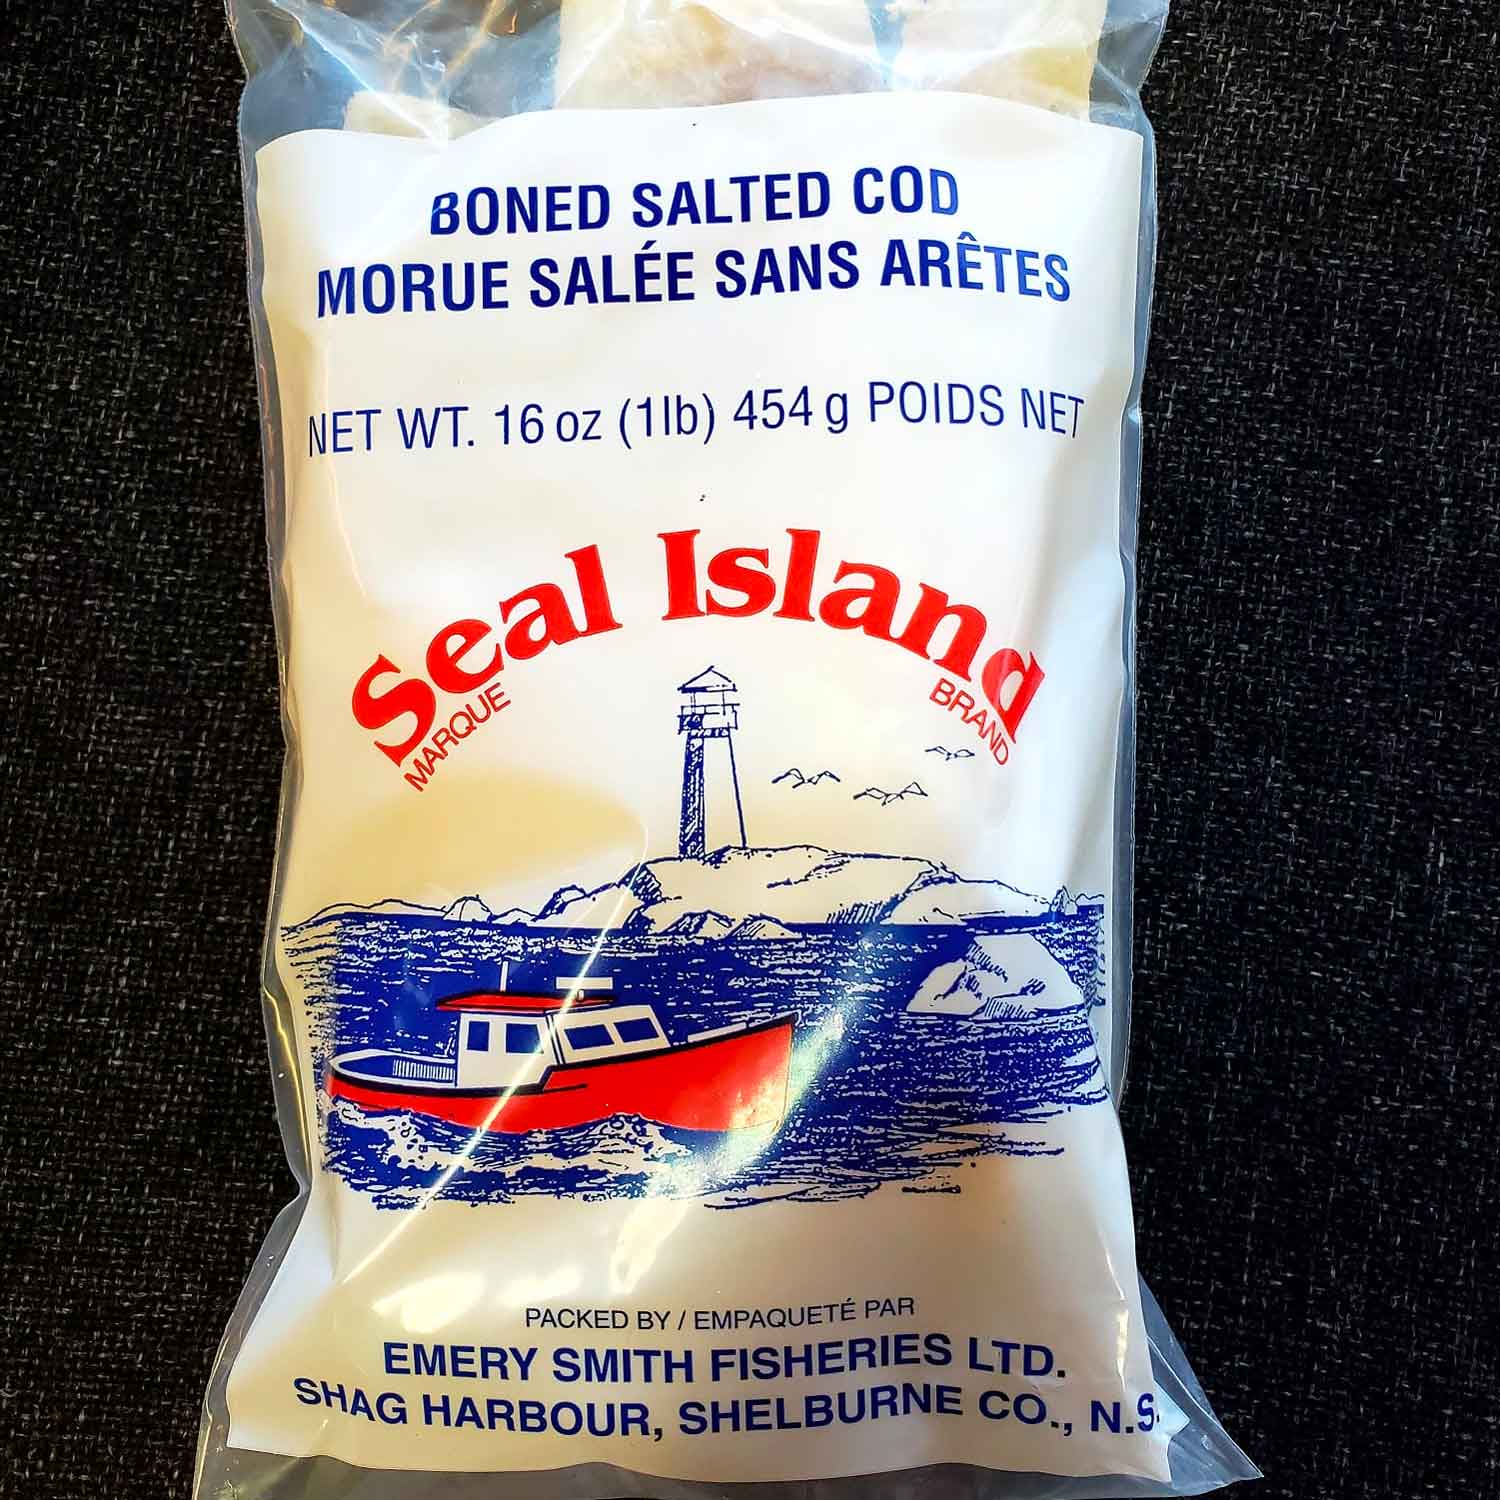 BONED SALTED COD
MORUE SALÉE SANS ARÊTES
NET WT. 16 oz (1lb) 454 g POIDS NET
Seal Island
MARQUE BRAND
PACKED BY / EMPAQUETÉ PAR
EMERY SMITH FISHERIES LTD.
SHAG HARBOUR, SHELBURNE CO., N.S.